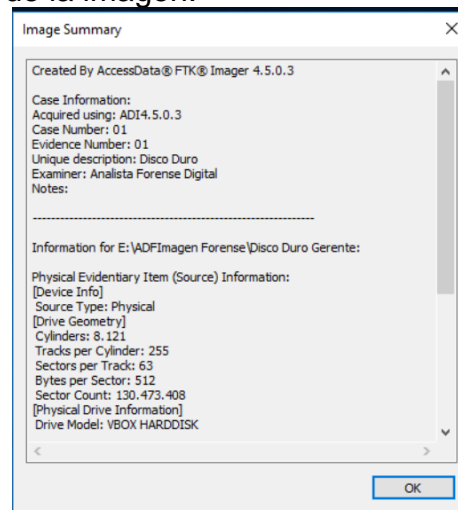 de la imagen.
Image Summary
Created By AccessData® FTK® Imager 4.5.0.3
Case Information:
Acquired using: ADI4.5.0.3
Case Number: 01
Evidence Number: 01
Unique description: Disco Duro
Examiner: Analista Forense Digital
Notes:
--------------------------------------------------------------
Information for E:\ADFImagen Forense\Disco Duro Gerente:
Physical Evidentiary Item (Source) Information:
[Device Info]
Source Type: Physical
[Drive Geometry]
Cylinders: 8.121
Tracks per Cylinder: 255
Sectors per Track: 63
Bytes per Sector: 512
Sector Count: 130.473.408
[Physical Drive Information]
Drive Model: VBOX HARDDISK
OK